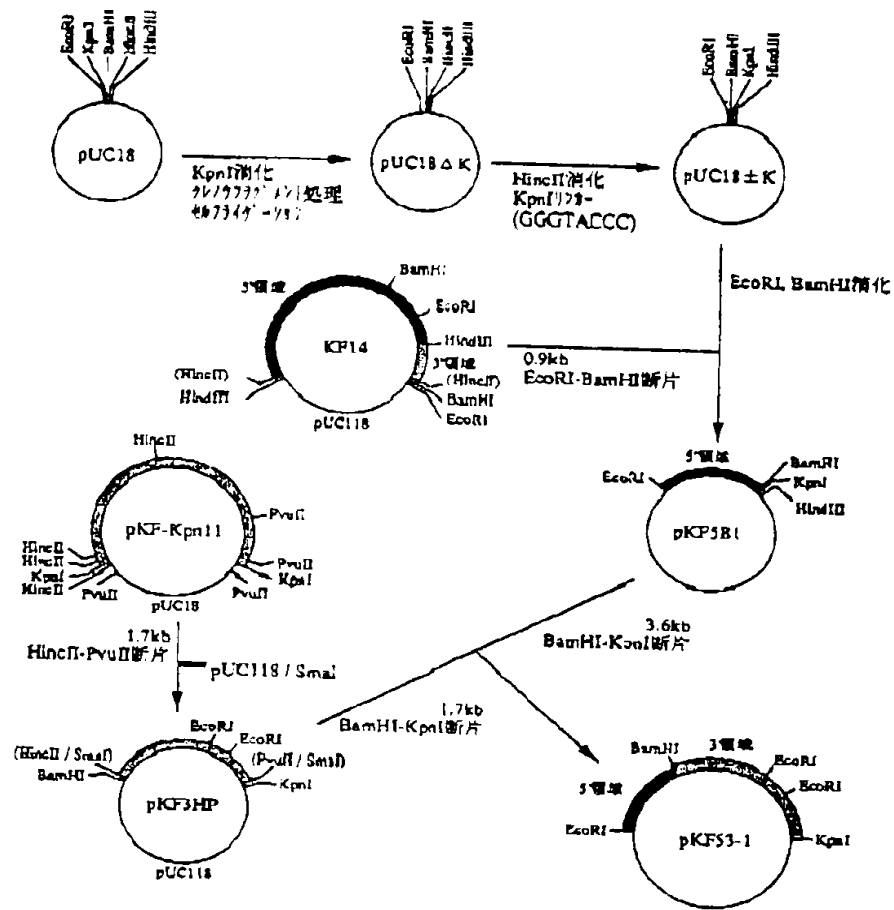 EcoRI
KpnI
BamHI
HincII
HindIII
EcoRI
BamHI
HincII
HindIII
EcoRI
BamHI
KpnI
HindIII
pUC18
pUC18 Δ K
pUC18 ± K
KpnI消化
クレノウフラグメント処理
セルフライゲーション
HincII消化
KpnIリンカー
(GGGTACCC)
EcoRI, BamHI消化
5'領域
BamHI
EcoRI
KF14
HindIII
3'領域
(HincII)
(HincII)
HindIII
BamHI
EcoRI
pUC118
0.9kb
EcoRI-BamHI断片
HincII
PvuII
pKF-Kpn11
HincII
HincII
KpnI
HincII
PvuII
PvuII
KpnI
PvuII
pUC18
5'領域
EcoRI
BamHI
KpnI
HindIII
pKF5B1
1.7kb
HincII-PvuII断片
pUC118 / SmaI
3.6kb
BamHI-KpnI断片
1.7kb
BamHI-KpnI断片
EcoRI
EcoRI
(HincII / SmaI)
(PvuII / SmaI)
BamHI
KpnI
pKF3HP
pUC118
BamHI
3'領域
EcoRI
EcoRI
5'領域
EcoRI
KpnI
pKF53-1